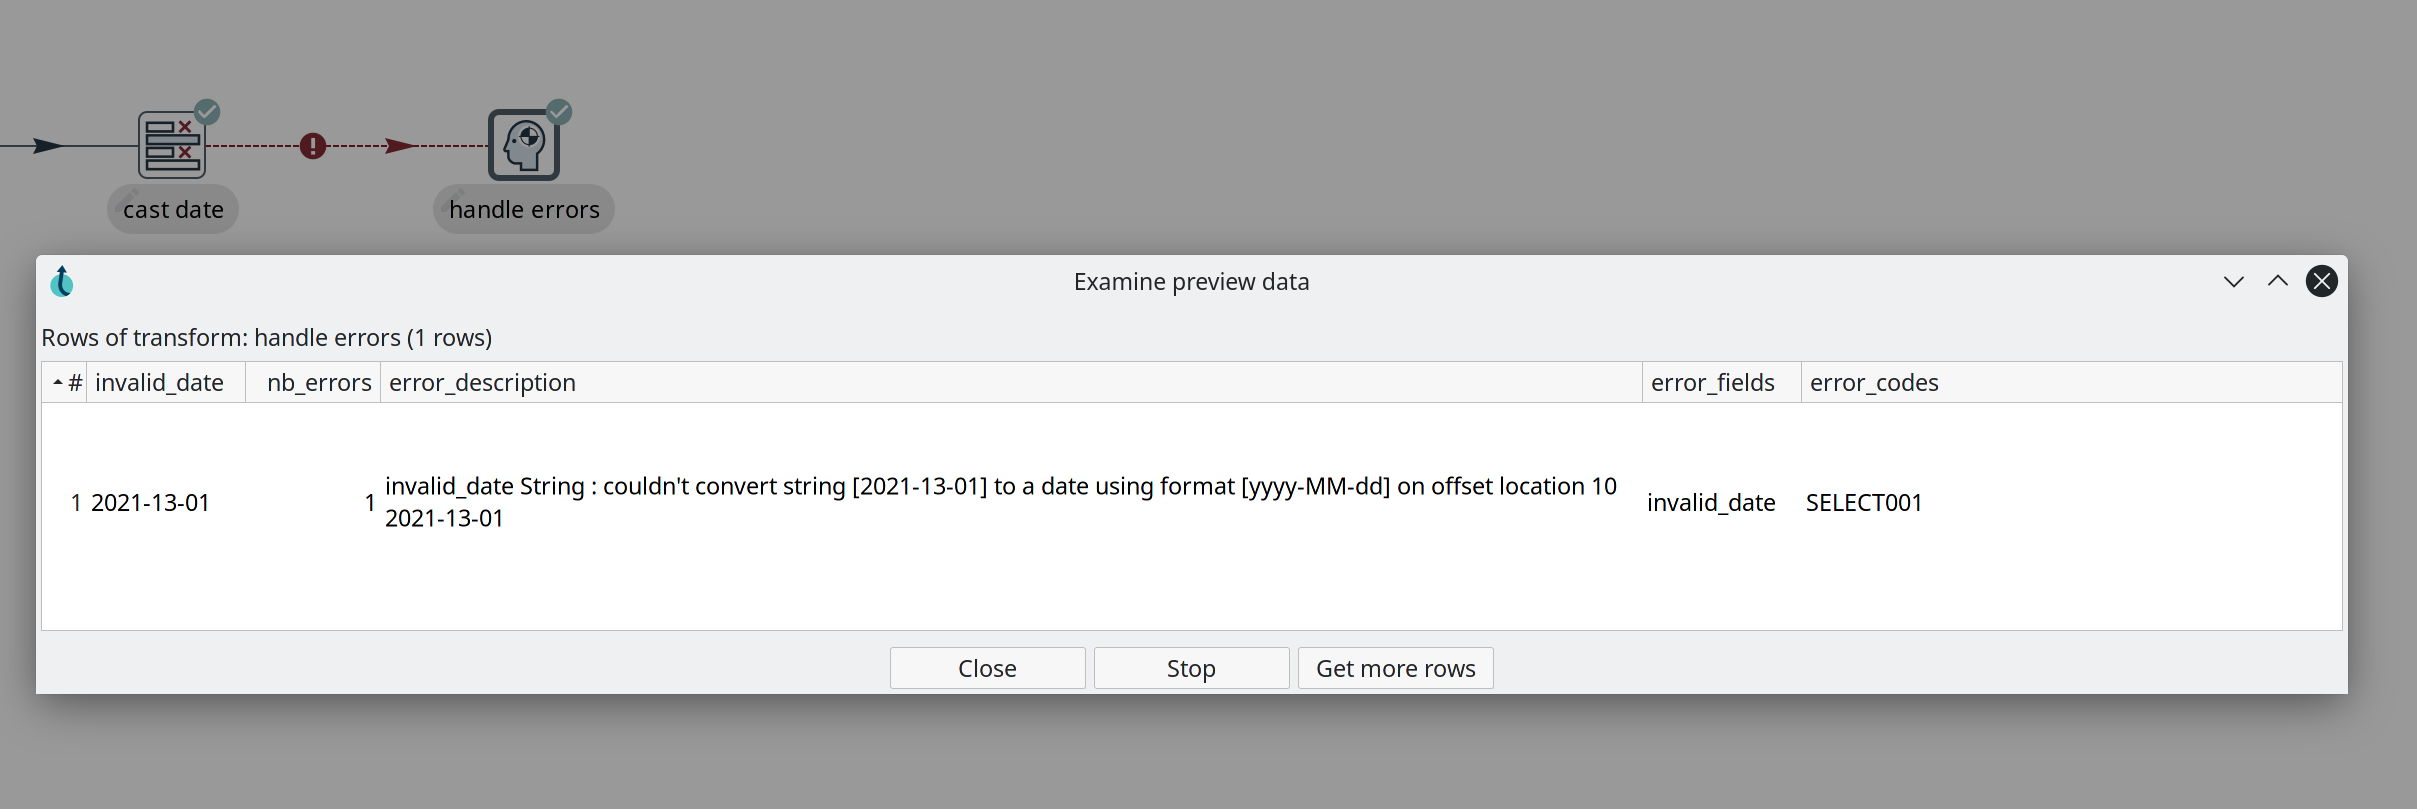 cast date
handle errors
Examine preview data
Rows of transform: handle errors (1 rows)
# invalid_date nb_errors error_description error_fields error_codes
1 2021-13-01 1 invalid_date String : couldn't convert string [2021-13-01] to a date using format [yyyy-MM-dd] on offset location 10 invalid_date SELECT001
2021-13-01
Close Stop Get more rows